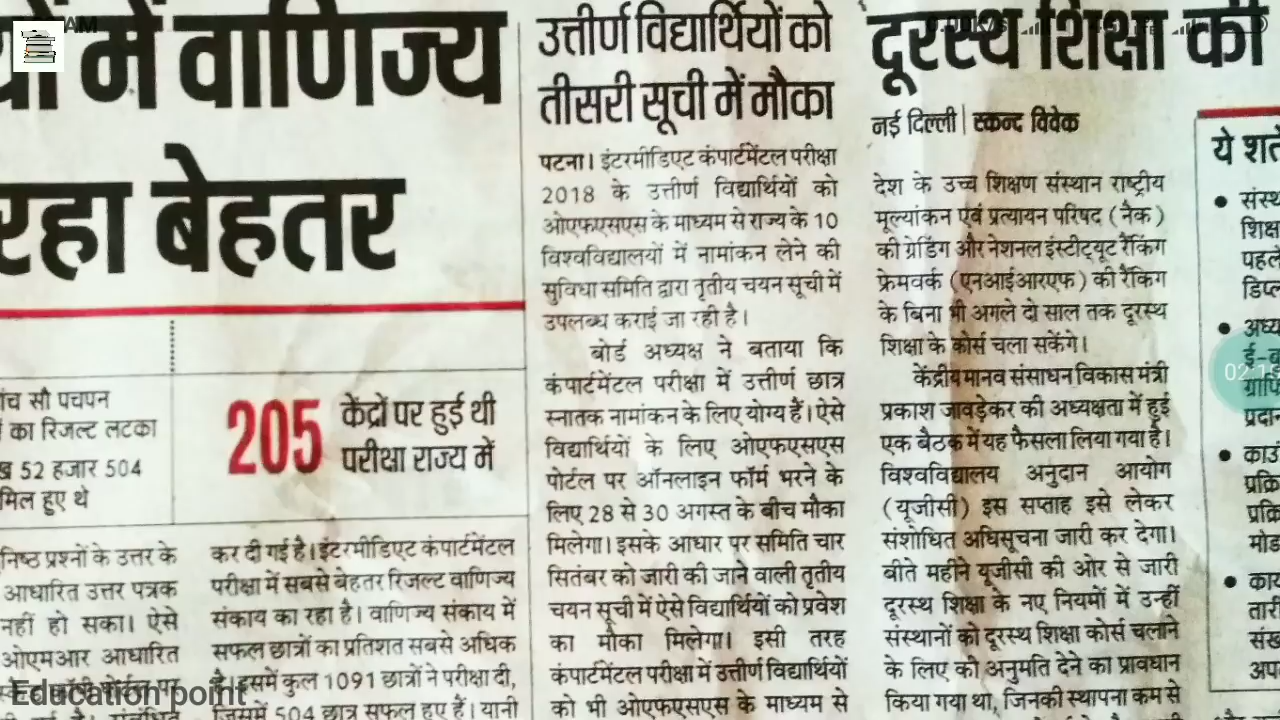 में वाणिज्य
रहा बेहतर
पचपन
का रिजल्ट लटका
52 हजार 504
हुए थे
205
केंद्रों पर हुई थी
परीक्षा राज्य में
प्रश्नों के उत्तर के
आधारित उत्तर पत्रक
नहीं हो सका। ऐसे
ओएमआर आधारित
Education point
कर दी गई है। इंटरमीडिएट कंपार्टमेंटल
परीक्षा में सबसे बेहतर रिजल्ट वाणिज्य
संकाय का रहा है। वाणिज्य संकाय में
सफल छात्रों का प्रतिशत सबसे अधिक
है। इसमें कुल 1091 छात्रों ने परीक्षा दी,
जिसमें 504 छात्र सफल हुए हैं। यानी
उत्तीर्ण विद्यार्थियों को
तीसरी सूची में मौका
पटना। इंटरमीडिएट कंपार्टमेंटल परीक्षा
2018 के उत्तीर्ण विद्यार्थियों को
ओएफएसएस के माध्यम से राज्य के 10
विश्वविद्यालयों में नामांकन लेने की
सुविधा समिति द्वारा तृतीय चयन सूची में
उपलब्ध कराई जा रही है।
बोर्ड अध्यक्ष ने बताया कि
कंपार्टमेंटल परीक्षा में उत्तीर्ण छात्र
स्नातक नामांकन के लिए योग्य हैं। ऐसे
विद्यार्थियों के लिए ओएफएसएस
पोर्टल पर ऑनलाइन फॉर्म भरने के
लिए 28 से 30 अगस्त के बीच मौका
मिलेगा। इसके आधार पर समिति चार
सितंबर को जारी की जाने वाली तृतीय
चयन सूची में ऐसे विद्यार्थियों को प्रवेश
का मौका मिलेगा। इसी तरह
कंपार्टमेंटल परीक्षा में उत्तीर्ण विद्यार्थियों
को भी ओएफएसएस के माध्यम से
दूरस्थ शिक्षा की
नई दिल्ली | स्कन्द विवेक
देश के उच्च शिक्षण संस्थान राष्ट्रीय
मूल्यांकन एवं प्रत्यायन परिषद (नैक)
की ग्रेडिंग और नेशनल इंस्टीट्यूट रैंकिंग
फ्रेमवर्क (एनआईआरएफ) की रैंकिंग
के बिना भी अगले दो साल तक दूरस्थ
शिक्षा के कोर्स चला सकेंगे।
केंद्रीय मानव संसाधन विकास मंत्री
प्रकाश जावड़ेकर की अध्यक्षता में हुई
एक बैठक में यह फैसला लिया गया है।
विश्वविद्यालय अनुदान आयोग
(यूजीसी) इस सप्ताह इसे लेकर
संशोधित अधिसूचना जारी कर देगा।
बीते महीने यूजीसी की ओर से जारी
दूरस्थ शिक्षा के नए नियमों में उन्हीं
संस्थानों को दूरस्थ शिक्षा कोर्स चलाने
के लिए की अनुमति देने का प्रावधान
किया गया था, जिनकी स्थापना कम से
ये